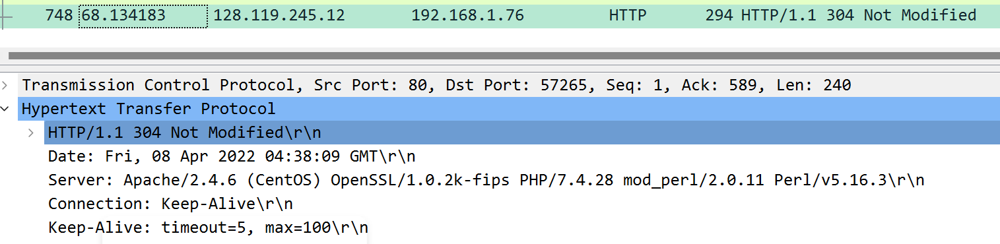 748 68.134183 128.119.245.12 192.168.1.76 HTTP 294 HTTP/1.1 304 Not Modified
Transmission Control Protocol, Src Port: 80, Dst Port: 57265, Seq: 1, Ack: 589, Len: 240
Hypertext Transfer Protocol
HTTP/1.1 304 Not Modified\r\n
Date: Fri, 08 Apr 2022 04:38:09 GMT\r\n
Server: Apache/2.4.6 (CentOS) OpenSSL/1.0.2k-fips PHP/7.4.28 mod_perl/2.0.11 Perl/v5.16.3\r\n
Connection: Keep-Alive\r\n
Keep-Alive: timeout=5, max=100\r\n